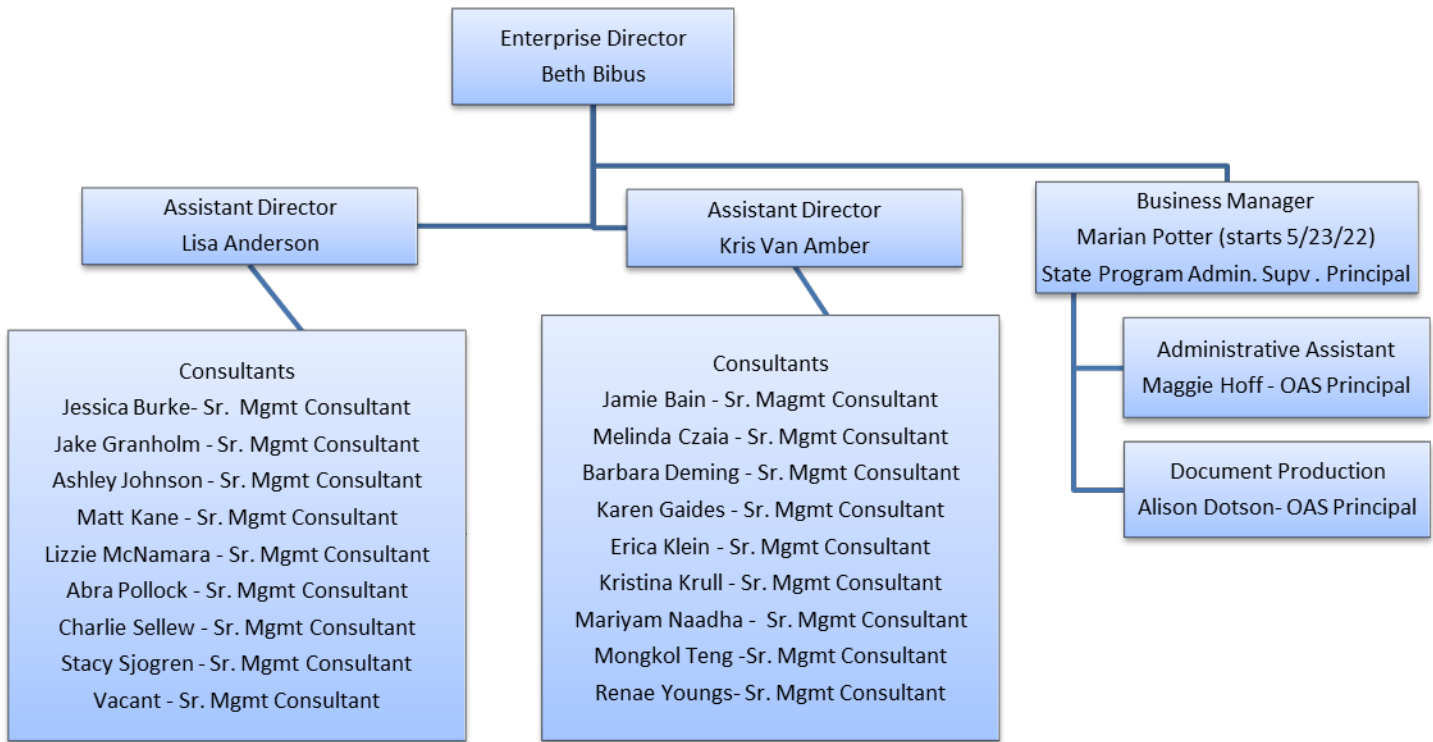 Enterprise Director
Beth Bibus
Assistant Director
Lisa Anderson
Assistant Director
Kris Van Amber
Business Manager
Marian Potter (starts 5/23/22)
State Program Admin. Supv . Principal
Consultants
Jessica Burke- Sr.  Mgmt Consultant
Jake Granholm - Sr. Mgmt Consultant
Ashley Johnson - Sr. Mgmt Consultant
Matt Kane - Sr. Mgmt Consultant
Lizzie McNamara - Sr. Mgmt Consultant
Abra Pollock - Sr. Mgmt Consultant
Charlie Sellew - Sr. Mgmt Consultant
Stacy Sjogren - Sr. Mgmt Consultant
Vacant - Sr. Mgmt Consultant
Consultants
Jamie Bain - Sr. Magmt Consultant
Melinda Czaia - Sr. Mgmt Consultant
Barbara Deming - Sr. Mgmt Consultant
Karen Gaides - Sr. Mgmt Consultant
Erica Klein - Sr. Mgmt Consultant
Kristina Krull - Sr. Mgmt Consultant
Mariyam Naadha -  Sr. Mgmt Consultant
Mongkol Teng -Sr. Mgmt Consultant
Renae Youngs- Sr. Mgmt Consultant
Administrative Assistant
Maggie Hoff - OAS Principal
Document Production
Alison Dotson- OAS Principal